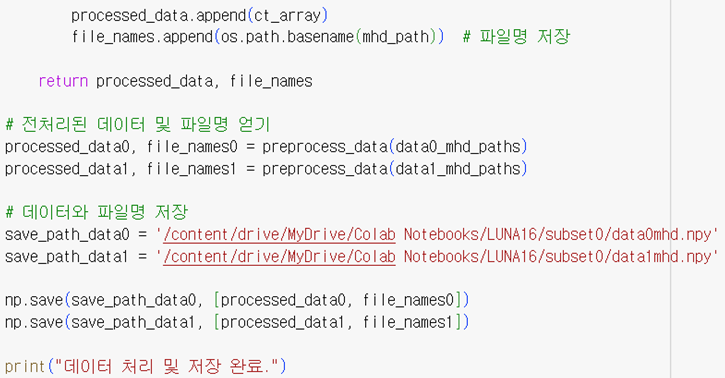 processed_data.append(ct_array)
file_names.append(os.path.basename(mhd_path))  # 파일명 저장
return processed_data, file_names
# 전처리된 데이터 및 파일명 얻기
processed_data0, file_names0 = preprocess_data(data0_mhd_paths)
processed_data1, file_names1 = preprocess_data(data1_mhd_paths)
# 데이터와 파일명 저장
save_path_data0 = '/content/drive/MyDrive/Colab Notebooks/LUNA16/subset0/data0mhd.npy'
save_path_data1 = '/content/drive/MyDrive/Colab Notebooks/LUNA16/subset0/data1mhd.npy'
np.save(save_path_data0, [processed_data0, file_names0])
np.save(save_path_data1, [processed_data1, file_names1])
print("데이터 처리 및 저장 완료.")